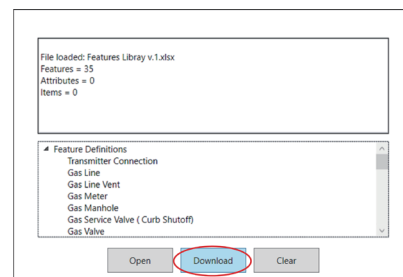 File loaded: Features Libray v.1.xlsx
Features = 35
Attributes = 0
Items = 0
Feature Definitions
Transmitter Connection
Gas Line
Gas Line Vent
Gas Meter
Gas Manhole
Gas Service Valve ( Curb Shutoff)
Gas Valve
Open Download Clear